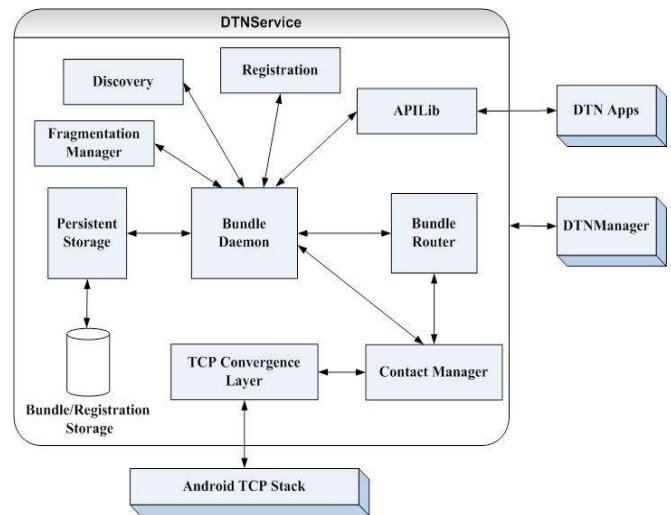 DTNService
Registration
Discovery
APILib
DTN Apps
Fragmentation
Manager
Persistent
Storage
Bundle
Daemon
Bundle
Router
DTNManager
TCP Convergence
Layer
Contact Manager
Bundle/Registration
Storage
Android TCP Stack